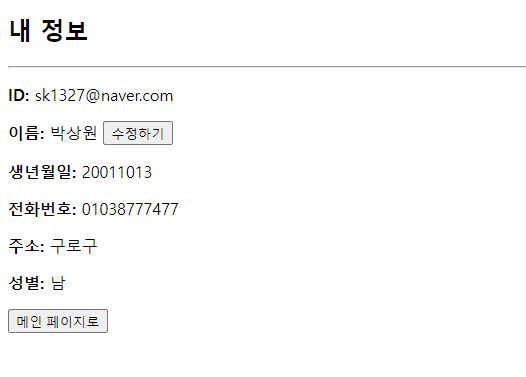 내 정보
ID: sk1327@naver.com
이름: 박상원 수정하기
생년월일: 20011013
전화번호: 01038777477
주소: 구로구
성별: 남
메인 페이지로